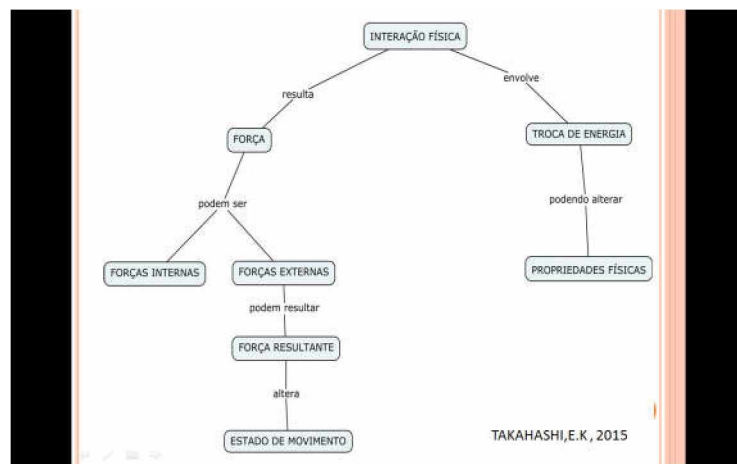 INTERAÇÃO FÍSICA
resulta
envolve
FORÇA
TROCA DE ENERGIA
podem ser
podendo alterar
FORÇAS INTERNAS
FORÇAS EXTERNAS
PROPRIEDADES FÍSICAS
podem resultar
FORÇA RESULTANTE
altera
ESTADO DE MOVIMENTO
TAKAHASHI,E.K, 2015